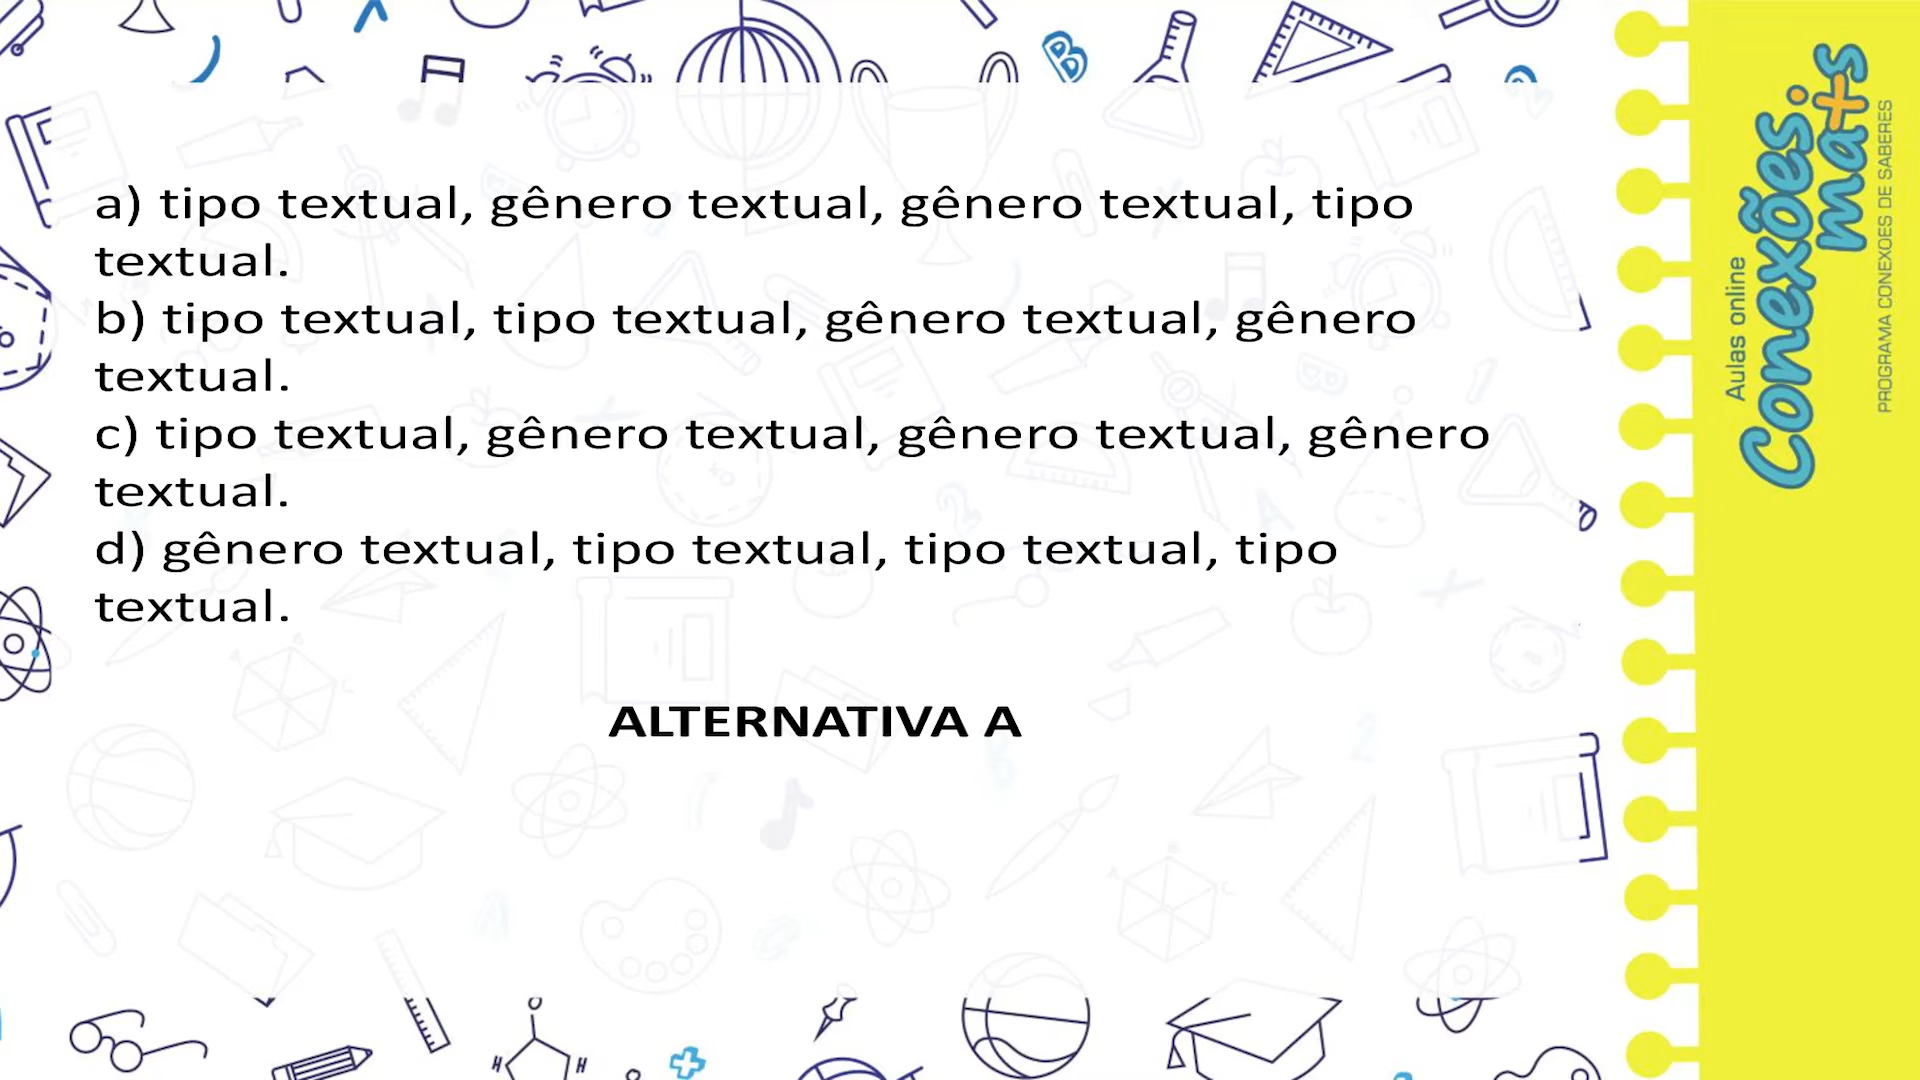 a) tipo textual, gênero textual, gênero textual, tipo
textual.
b) tipo textual, tipo textual, gênero textual, gênero
textual.
c) tipo textual, gênero textual, gênero textual, gênero
textual.
d) gênero textual, tipo textual, tipo textual, tipo
textual.
ALTERNATIVA A
Aulas online
Conexões.
ma+s
PROGRAMA CONEXOES DE SABERES